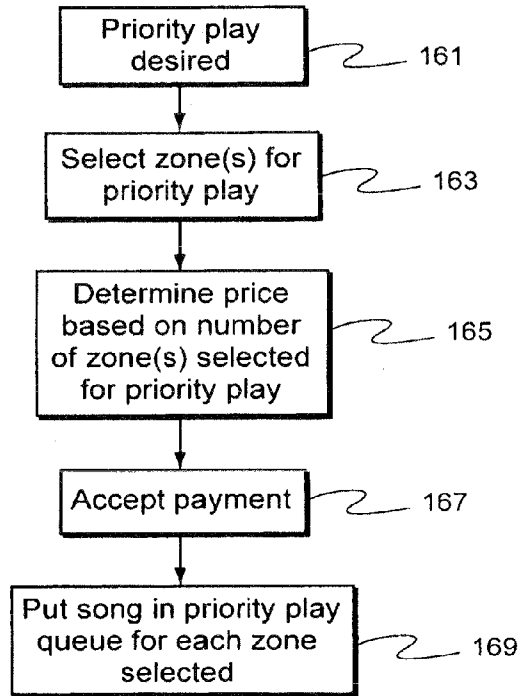 Priority play
desired
161
Select zone(s) for
priority play
163
Determine price
based on number
of zone(s) selected
for priority play
165
Accept payment
167
Put song in priority play
queue for each zone
selected
169